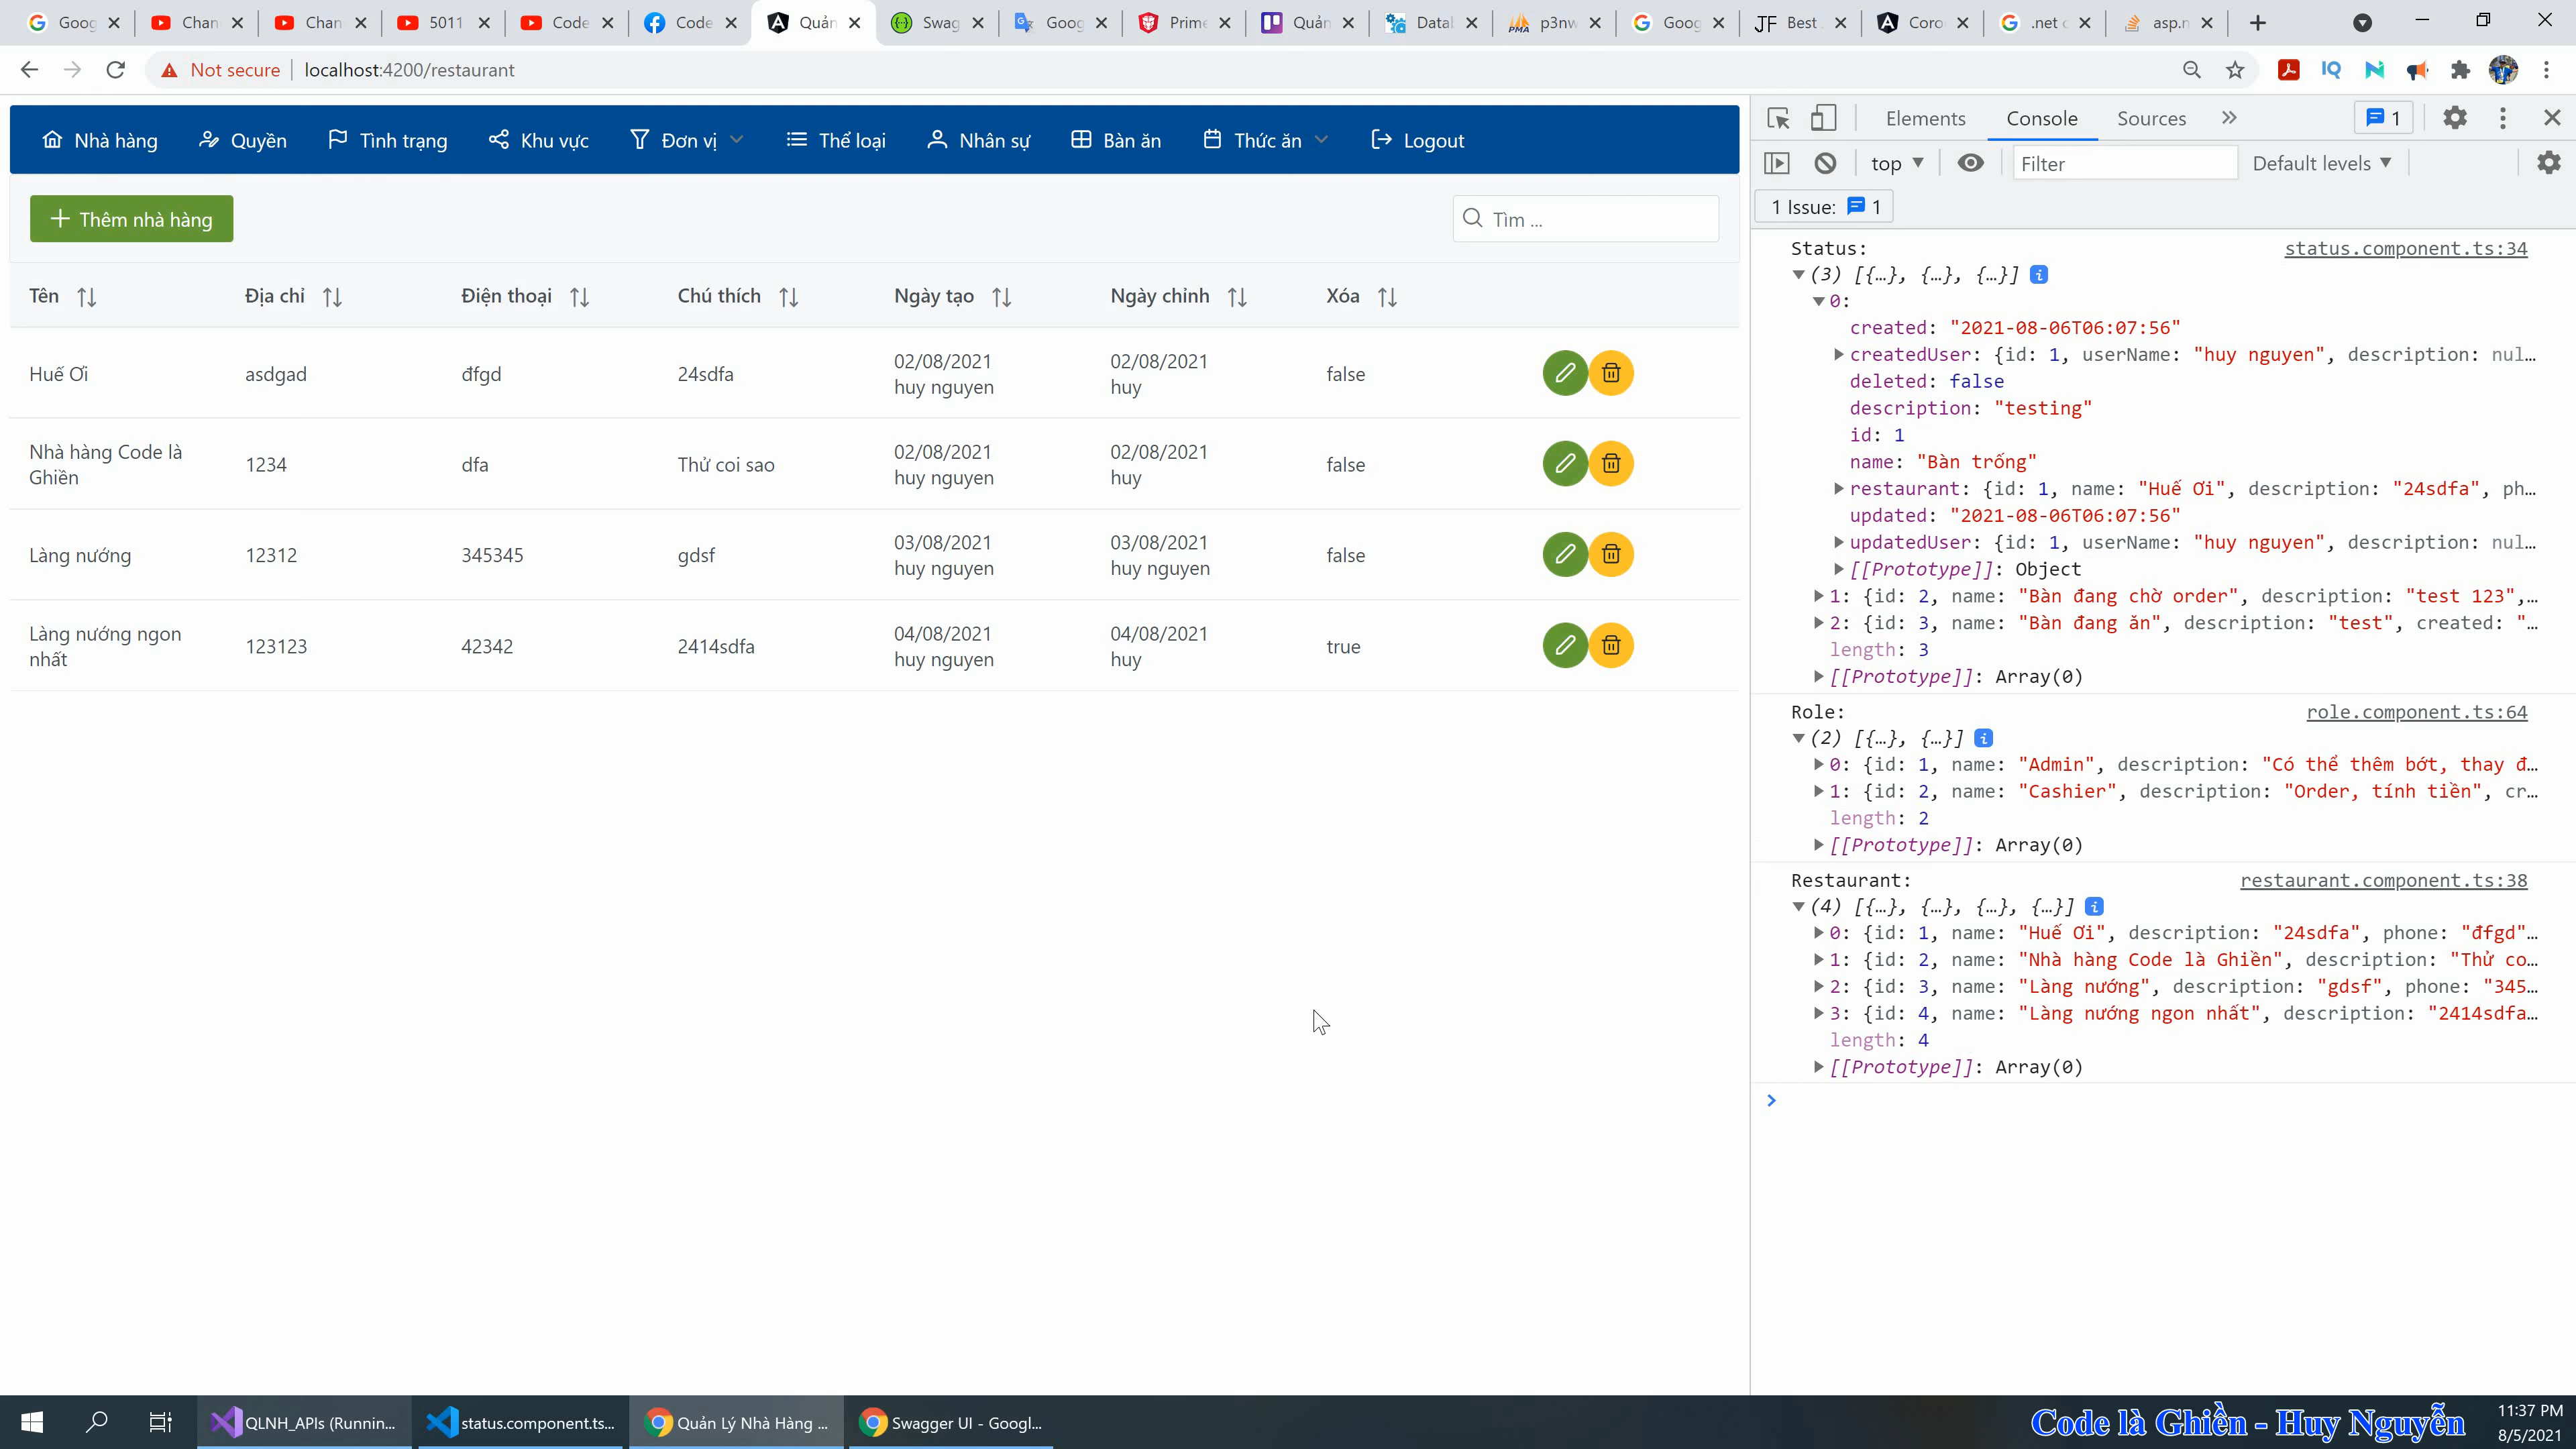 Goog Chan Chan 5011 Code Code Quản Swag Goog Prime Quản Datal p3nw Goog Best Coro .net c asp.n
Not secure localhost:4200/restaurant
Nhà hàng Quyền Tình trạng Khu vực Đơn vị Thể loại Nhân sự Bàn ăn Thức ăn Logout
Thêm nhà hàng Tìm ...
Tên Địa chỉ Điện thoại Chú thích Ngày tạo Ngày chỉnh Xóa
Huế Ơi asdgad đfgd 24sdfa 02/08/2021 02/08/2021 false
huy nguyen huy
Nhà hàng Code là 1234 dfa Thử coi sao 02/08/2021 02/08/2021 false
Ghiền huy nguyen huy
Làng nướng 12312 345345 gdsf 03/08/2021 03/08/2021 false
huy nguyen huy nguyen
Làng nướng ngon 123123 42342 2414sdfa 04/08/2021 04/08/2021 true
nhất huy nguyen huy
Elements Console Sources 1
top Filter Default levels
1 Issue: 1
Status: status.component.ts:34
(3) [{…}, {…}, {…}]
0:
created: "2021-08-06T06:07:56"
createdUser: {id: 1, userName: "huy nguyen", description: nul…
deleted: false
description: "testing"
id: 1
name: "Bàn trống"
restaurant: {id: 1, name: "Huế Ơi", description: "24sdfa", ph…
updated: "2021-08-06T06:07:56"
updatedUser: {id: 1, userName: "huy nguyen", description: nul…
[[Prototype]]: Object
1: {id: 2, name: "Bàn đang chờ order", description: "test 123",…
2: {id: 3, name: "Bàn đang ăn", description: "test", created: "…
length: 3
[[Prototype]]: Array(0)
Role: role.component.ts:64
(2) [{…}, {…}]
0: {id: 1, name: "Admin", description: "Có thể thêm bớt, thay đ…
1: {id: 2, name: "Cashier", description: "Order, tính tiền", cr…
length: 2
[[Prototype]]: Array(0)
Restaurant: restaurant.component.ts:38
(4) [{…}, {…}, {…}, {…}]
0: {id: 1, name: "Huế Ơi", description: "24sdfa", phone: "đfgd"…
1: {id: 2, name: "Nhà hàng Code là Ghiền", description: "Thử co…
2: {id: 3, name: "Làng nướng", description: "gdsf", phone: "345…
3: {id: 4, name: "Làng nướng ngon nhất", description: "2414sdfa…
length: 4
[[Prototype]]: Array(0)
QLNH_APIs (Runnin... status.component.ts... Quản Lý Nhà Hàng ... Swagger UI - Googl...
Code là Ghiền - Huy Nguyễn
11:37 PM
8/5/2021